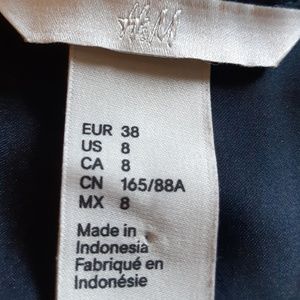 H&M
EUR 38
US 8
CA 8
CN 165/88A
MX 8
Made in
Indonesia
Fabriqué en
Indonésie